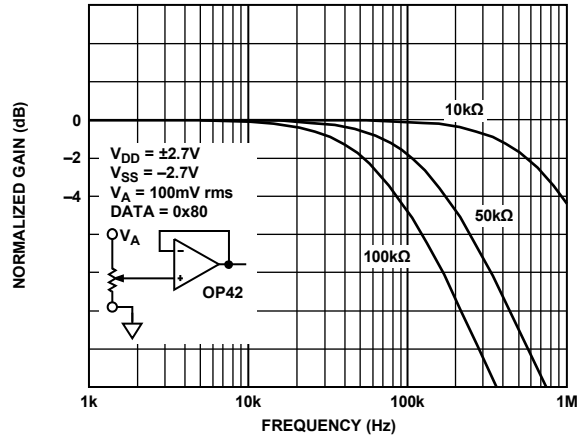 NORMALIZED GAIN (dB)
0
–2
–4
10kΩ
50kΩ
100kΩ
V_DD = ±2.7V
V_SS = –2.7V
V_A = 100mV rms
DATA = 0x80
V_A
–
+
OP42
1k
10k
100k
1M
FREQUENCY (Hz)